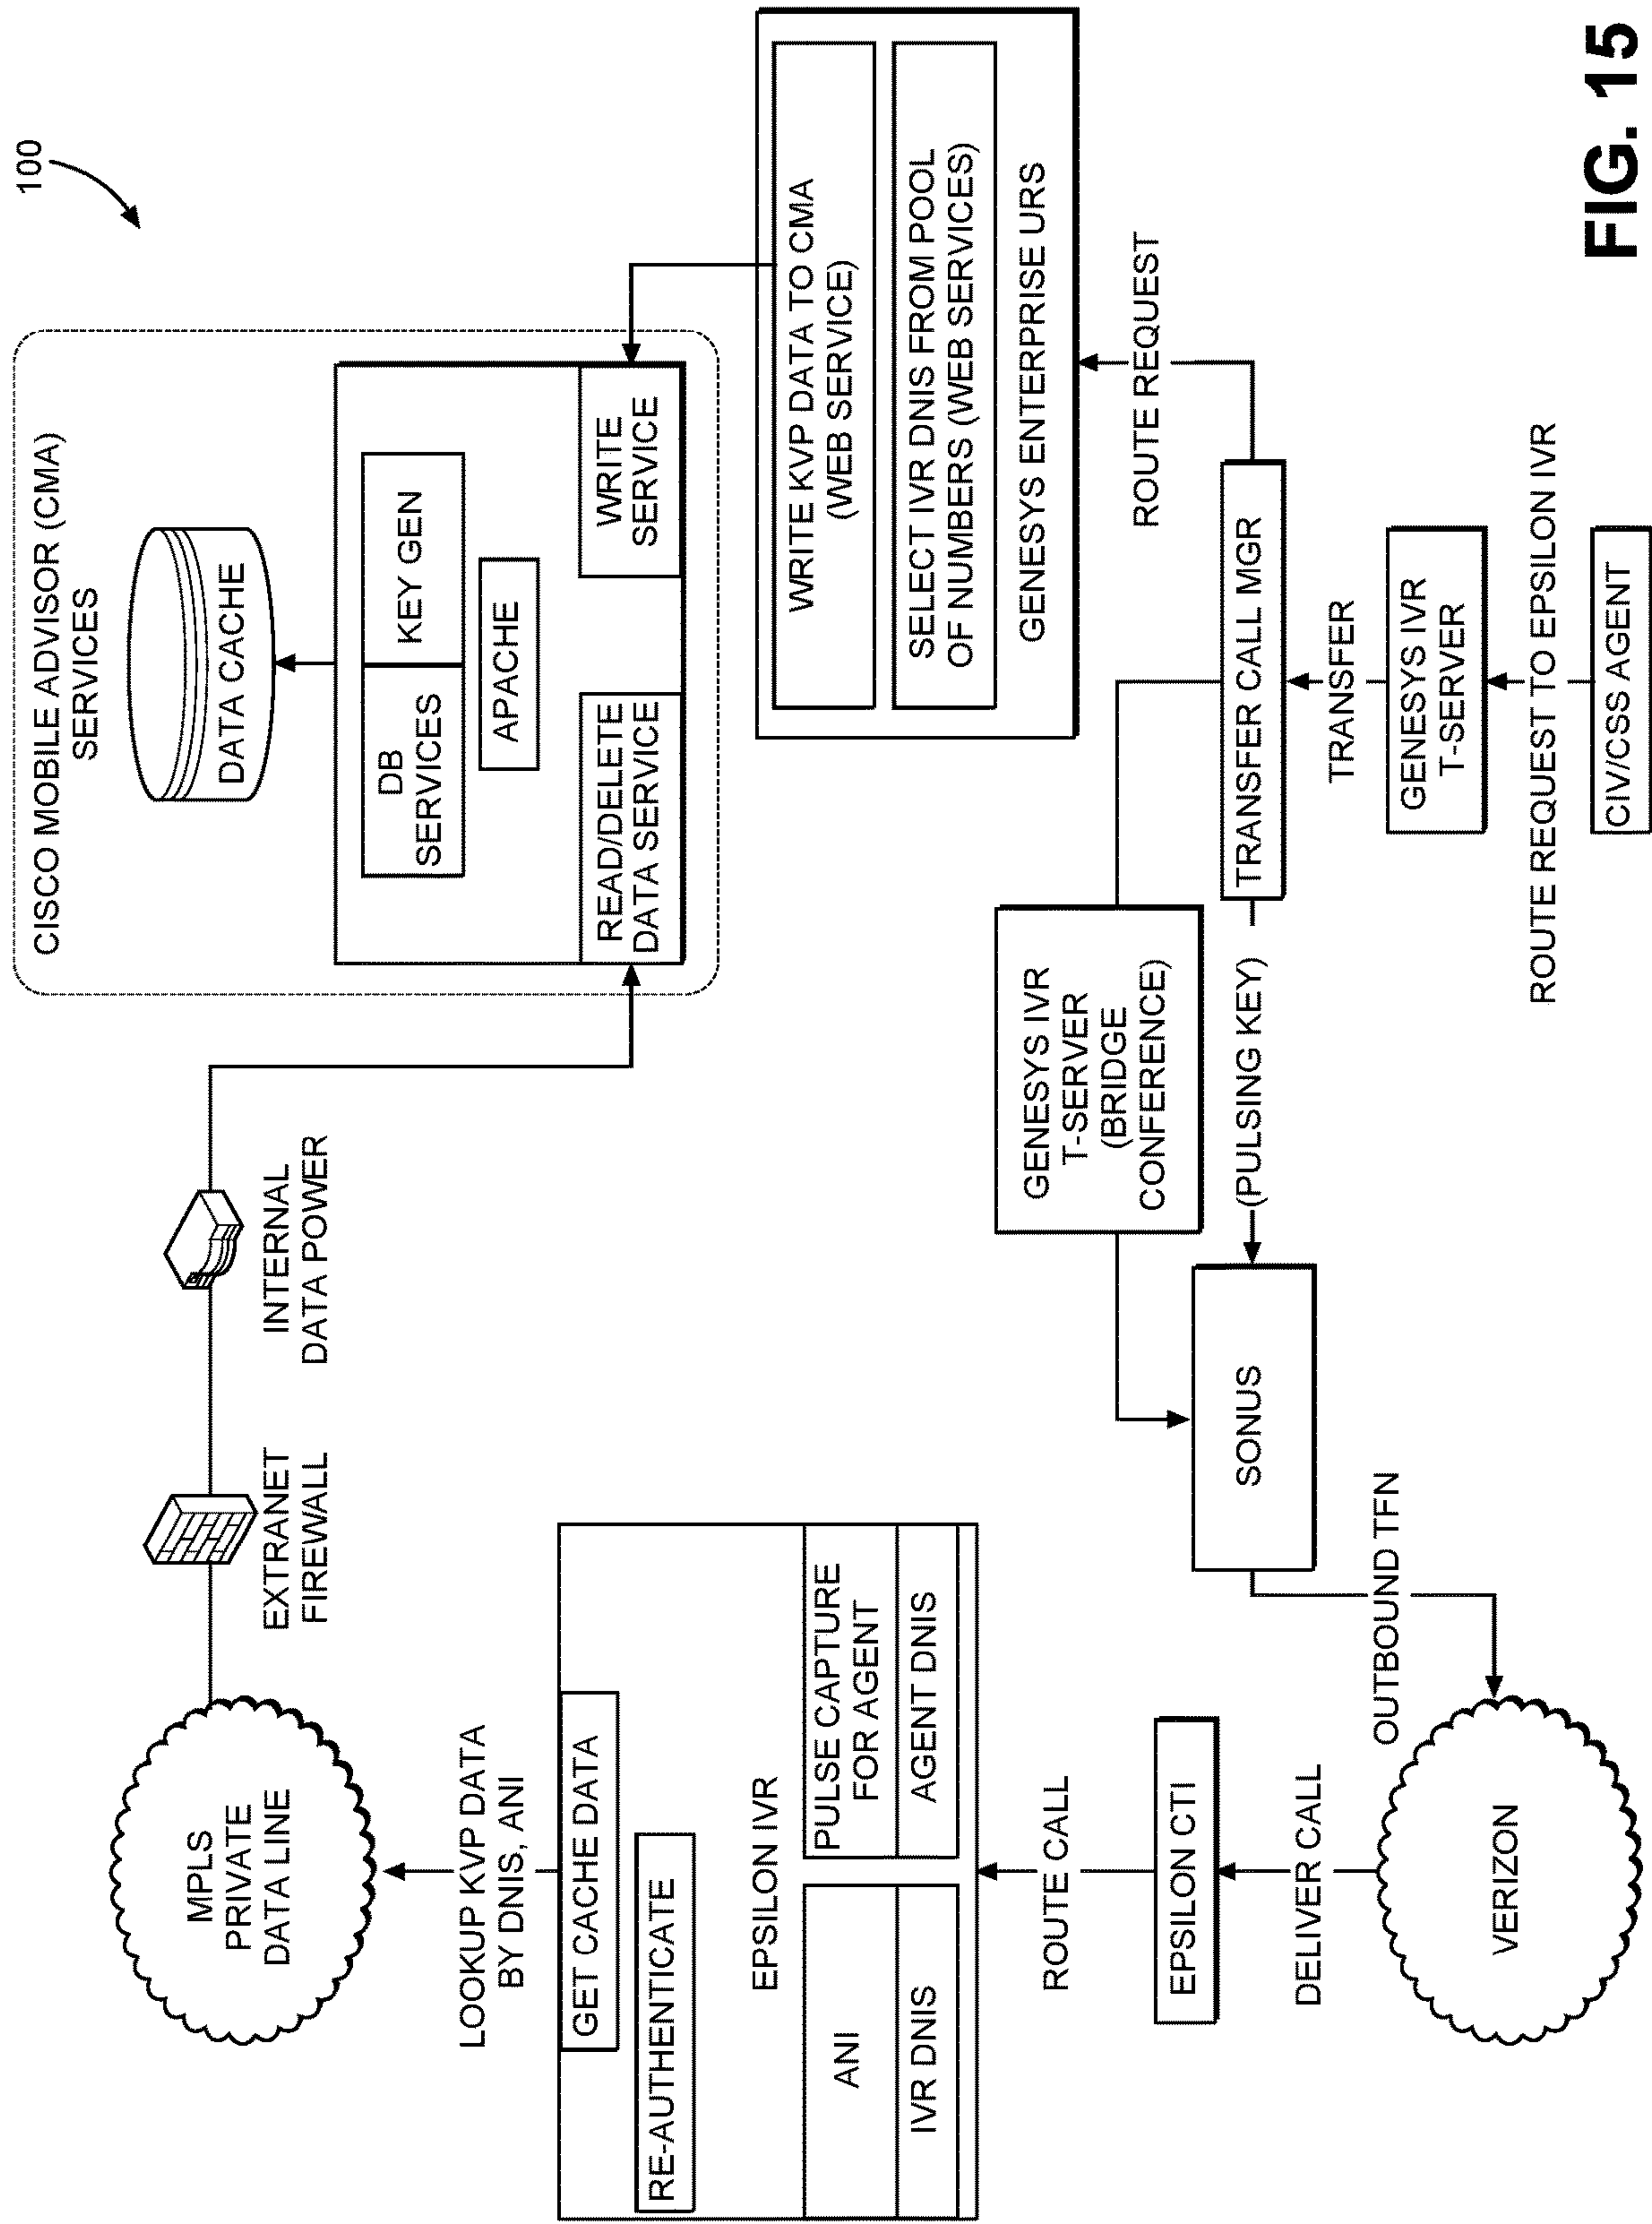 100
CISCO MOBILE ADVISOR (CMA)
SERVICES
DATA CACHE
DB
SERVICES
KEY GEN
APACHE
READ/DELETE
DATA SERVICE
WRITE
SERVICE
MPLS
PRIVATE
DATA LINE
EXTRANET
FIREWALL
INTERNAL
DATA POWER
LOOKUP KVP DATA
BY DNIS, ANI
GET CACHE DATA
RE-AUTHENTICATE
EPSILON IVR
ANI
IVR DNIS
PULSE CAPTURE
FOR AGENT
AGENT DNIS
WRITE KVP DATA TO CMA
(WEB SERVICE)
SELECT IVR DNIS FROM POOL
OF NUMBERS (WEB SERVICES)
GENESYS ENTERPRISE URS
ROUTE CALL
EPSILON CTI
DELIVER CALL
VERIZON
OUTBOUND TFN
SONUS
GENESYS IVR
T-SERVER
(BRIDGE
CONFERENCE)
(PULSING KEY)
ROUTE REQUEST
TRANSFER CALL MGR
TRANSFER
GENESYS IVR
T-SERVER
ROUTE REQUEST TO EPSILON IVR
CIV/CSS AGENT
FIG. 15